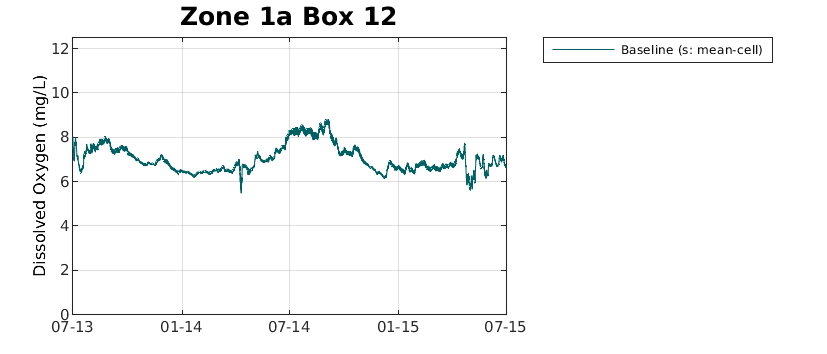 Zone 1a Box 12
Baseline (s: mean-cell)
Dissolved Oxygen (mg/L)
12
10
8
6
4
2
0
07-13 01-14 07-14 01-15 07-15